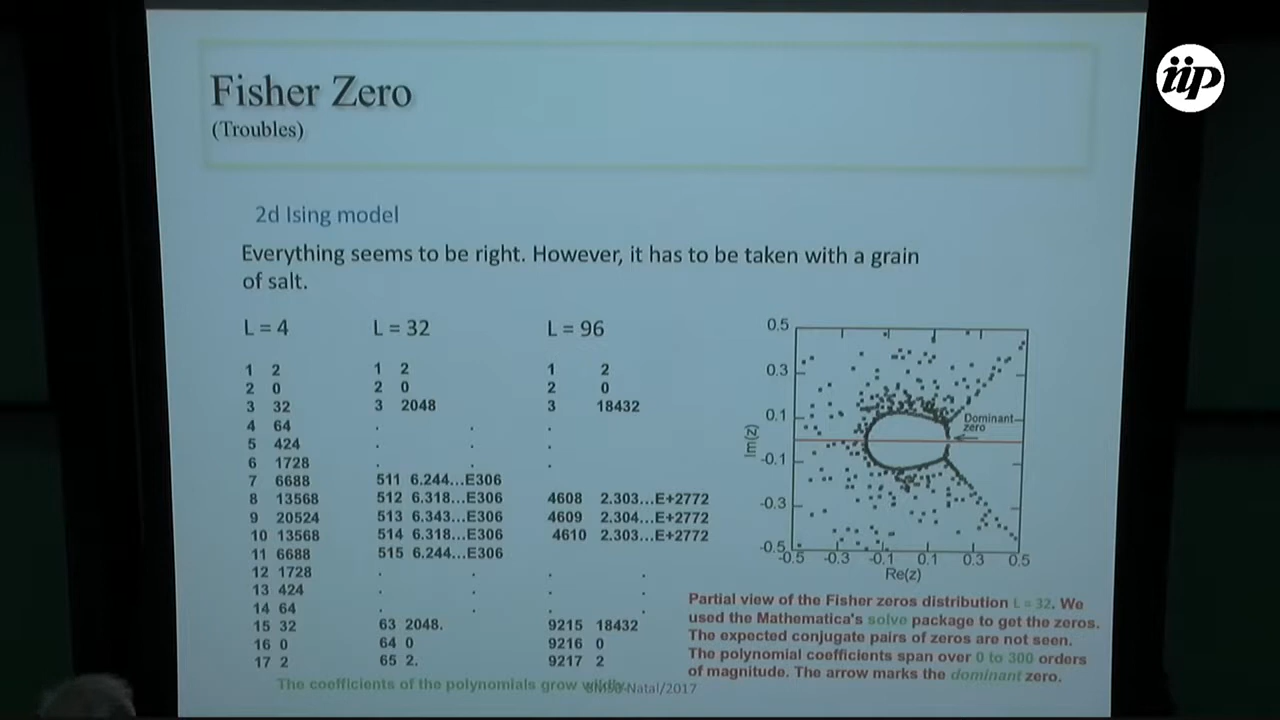 iip
Fisher Zero
(Troubles)
2d Ising model
Everything seems to be right. However, it has to be taken with a grain
of salt.
L = 4
1 2
2 0
3 32
4 64
5 424
6 1728
7 6688
8 13568
9 20524
10 13568
11 6688
12 1728
13 424
14 64
15 32
16 0
17 2
L = 32
1 2
2 0
3 2048
. .
. .
511 6.244...E306
512 6.318...E306
513 6.343...E306
514 6.318...E306
515 6.244...E306
. .
. .
. .
63 2048.
64 0
65 2.
L = 96
1 2
2 0
3 18432
.
.
.
4608 2.303...E+2772
4609 2.304...E+2772
4610 2.303...E+2772
. .
. .
. .
9215 18432
9216 0
9217 2
The coefficients of the polynomials grow wildly.
0.5
0.3
0.1
-0.1
-0.3
-0.5
Im(z)
Dominant
zero
-0.5 -0.3 -0.1 0.1 0.3 0.5
Re(z)
Partial view of the Fisher zeros distribution L = 32. We
used the Mathematica's solve package to get the zeros.
The expected conjugate pairs of zeros are not seen.
The polynomial coefficients span over 0 to 300 orders
of magnitude. The arrow marks the dominant zero.
Natal/2017